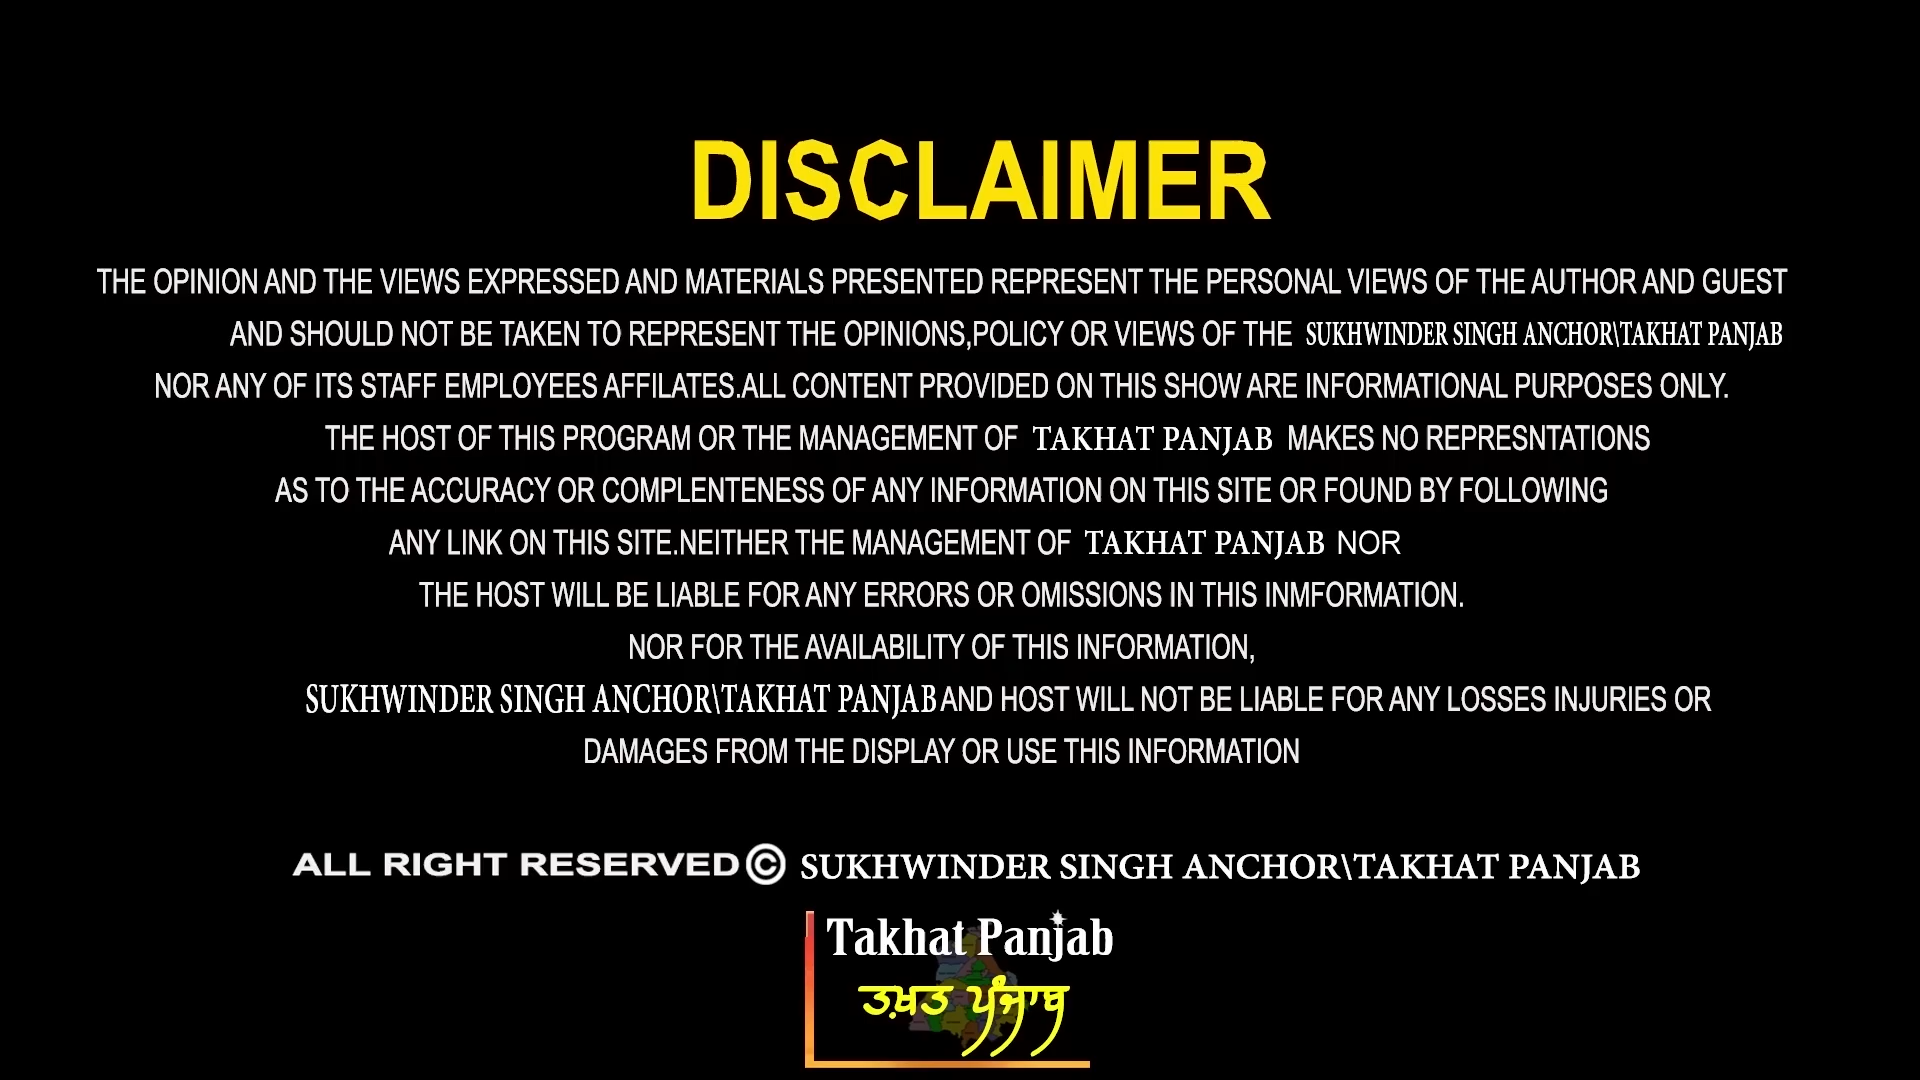 DISCLAIMER
THE OPINION AND THE VIEWS EXPRESSED AND MATERIALS PRESENTED REPRESENT THE PERSONAL VIEWS OF THE AUTHOR AND GUEST
AND SHOULD NOT BE TAKEN TO REPRESENT THE OPINIONS,POLICY OR VIEWS OF THE SUKHWINDER SINGH ANCHOR\TAKHAT PANJAB
NOR ANY OF ITS STAFF EMPLOYEES AFFILATES.ALL CONTENT PROVIDED ON THIS SHOW ARE INFORMATIONAL PURPOSES ONLY.
THE HOST OF THIS PROGRAM OR THE MANAGEMENT OF TAKHAT PANJAB MAKES NO REPRESNTATIONS
AS TO THE ACCURACY OR COMPLENTENESS OF ANY INFORMATION ON THIS SITE OR FOUND BY FOLLOWING
ANY LINK ON THIS SITE.NEITHER THE MANAGEMENT OF TAKHAT PANJAB NOR
THE HOST WILL BE LIABLE FOR ANY ERRORS OR OMISSIONS IN THIS INMFORMATION.
NOR FOR THE AVAILABILITY OF THIS INFORMATION,
SUKHWINDER SINGH ANCHOR\TAKHAT PANJAB AND HOST WILL NOT BE LIABLE FOR ANY LOSSES INJURIES OR
DAMAGES FROM THE DISPLAY OR USE THIS INFORMATION
ALL RIGHT RESERVED © SUKHWINDER SINGH ANCHOR\TAKHAT PANJAB
Takhat Panjab
ਤਖ਼ਤ ਪੰਜਾਬ